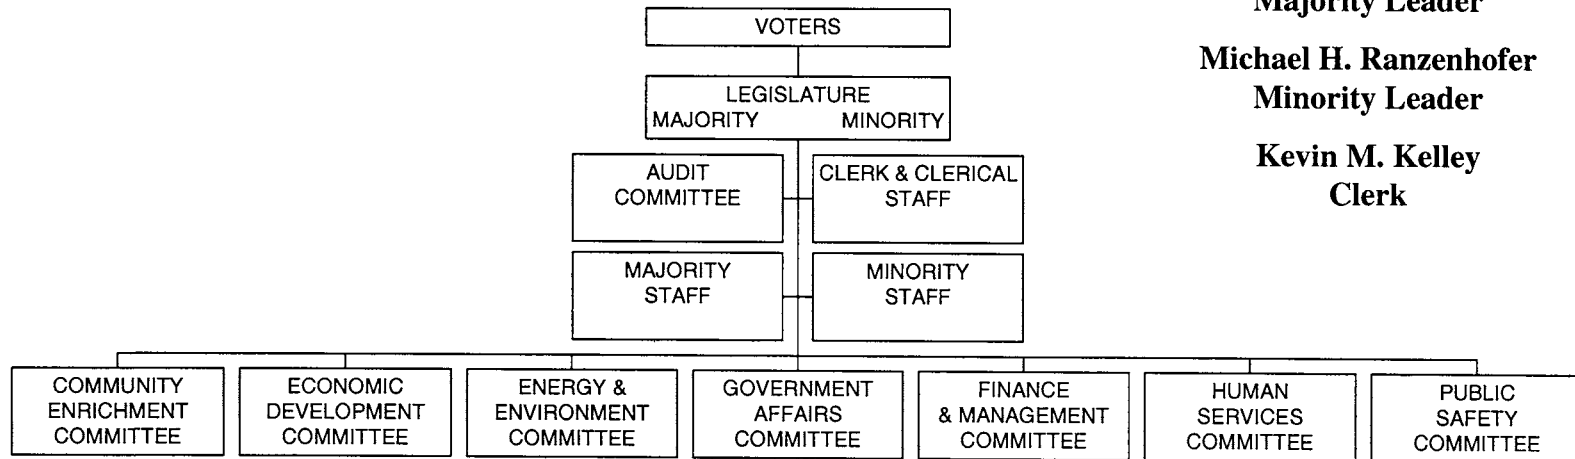 Majority Leader
Michael H. Ranzenhofer
Minority Leader
Kevin M. Kelley
Clerk
VOTERS
LEGISLATURE
MAJORITY MINORITY
AUDIT
COMMITTEE
CLERK & CLERICAL
STAFF
MAJORITY
STAFF
MINORITY
STAFF
COMMUNITY
ENRICHMENT
COMMITTEE
ECONOMIC
DEVELOPMENT
COMMITTEE
ENERGY &
ENVIRONMENT
COMMITTEE
GOVERNMENT
AFFAIRS
COMMITTEE
FINANCE
& MANAGEMENT
COMMITTEE
HUMAN
SERVICES
COMMITTEE
PUBLIC
SAFETY
COMMITTEE